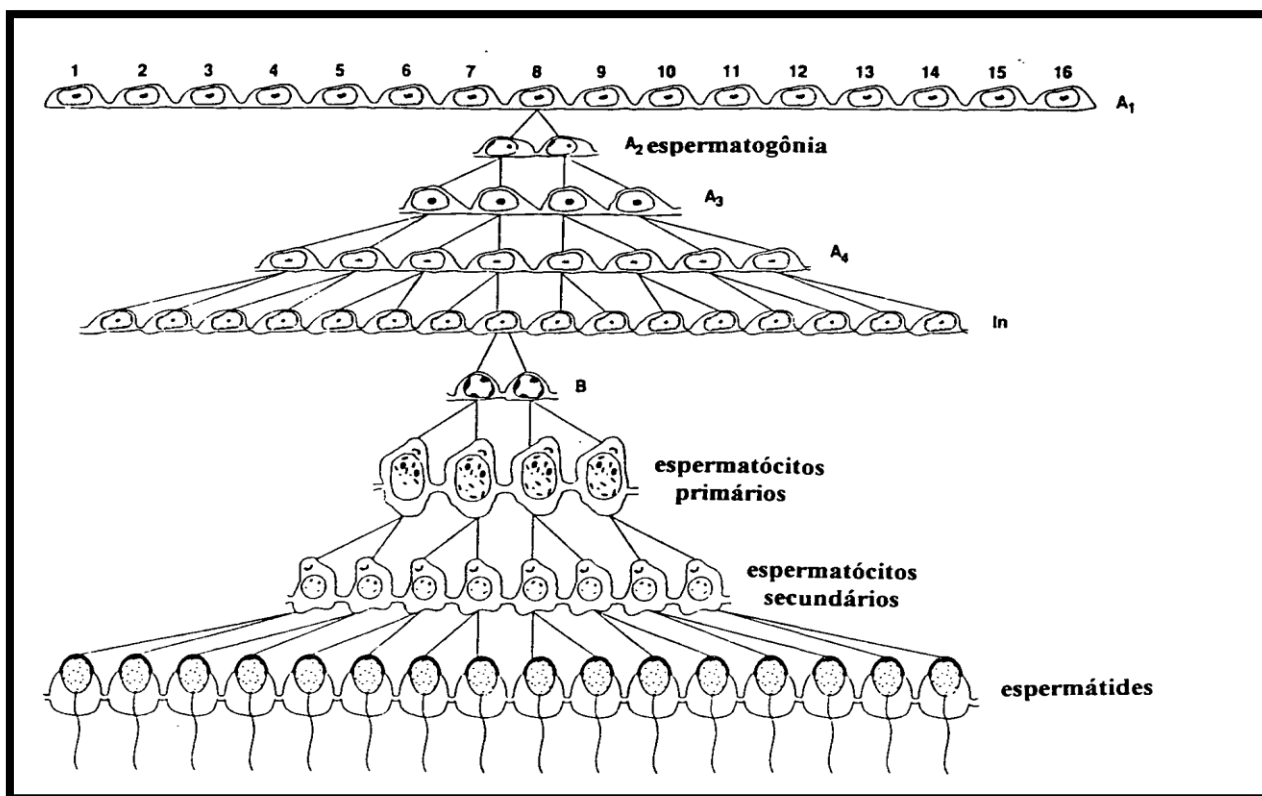 1 2 3 4 5 6 7 8 9 10 11 12 13 14 15 16
A1
A2 espermatogônia
A3
A4
In
B
espermatócitos
primários
espermatócitos
secundários
espermátides